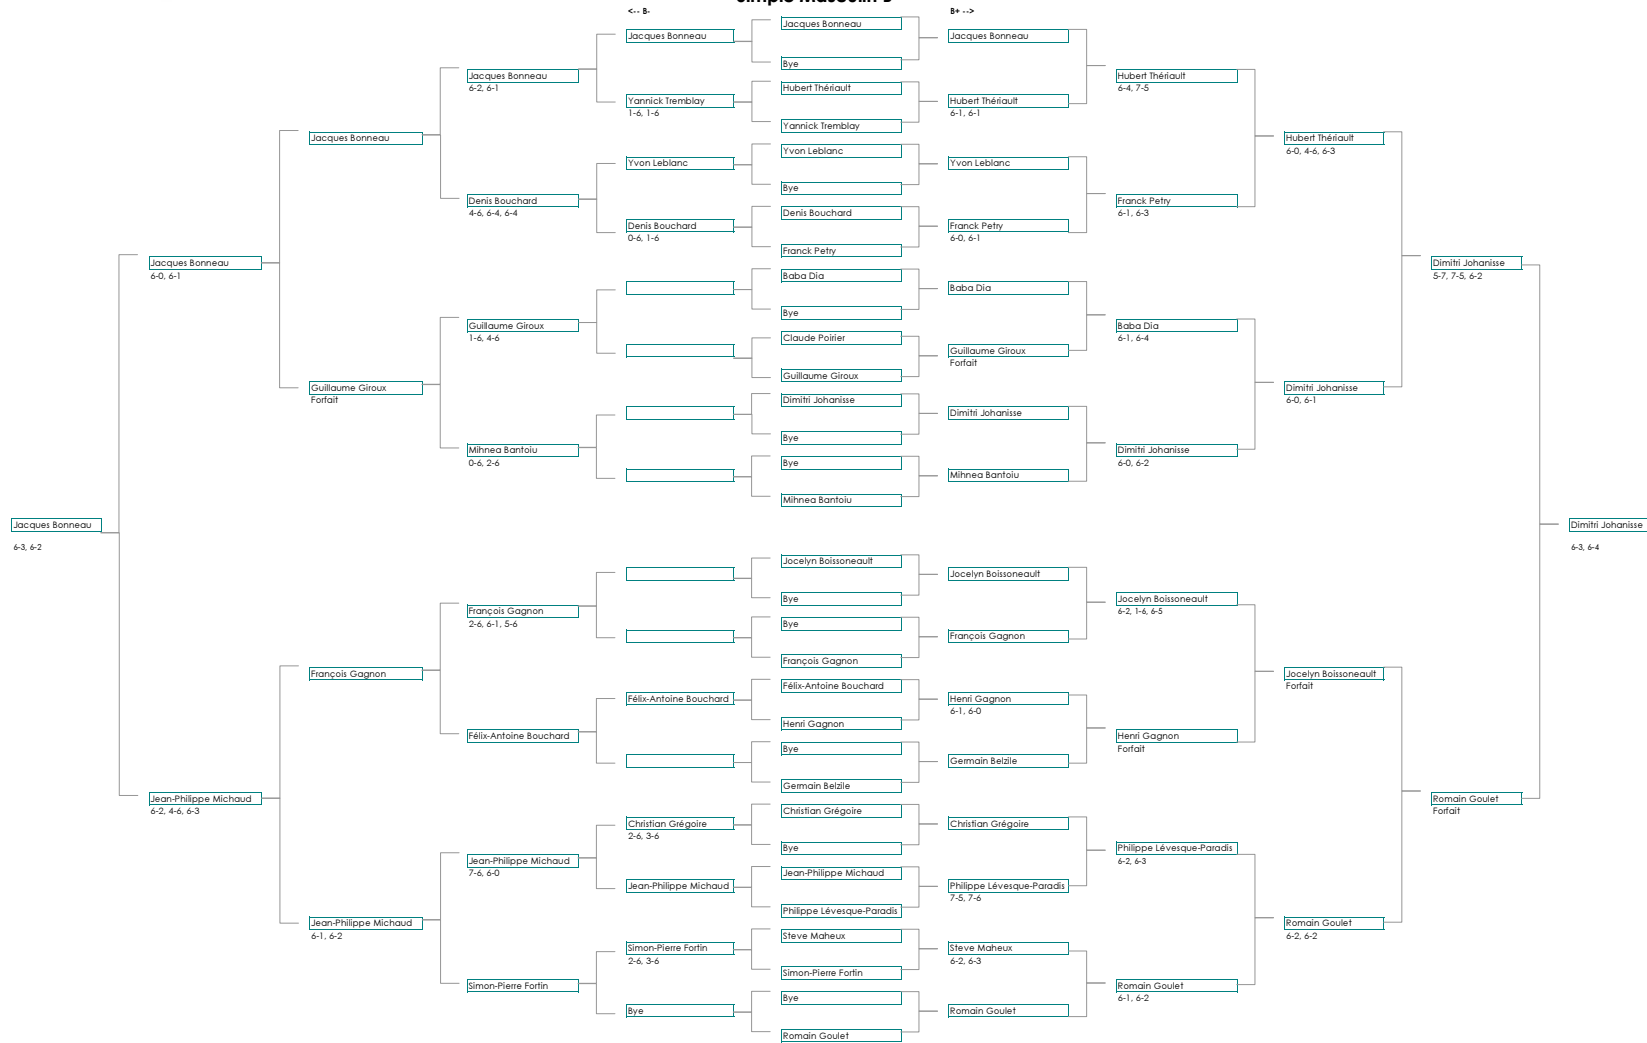 <-- B-
B+ -->
Jacques Bonneau
Jacques Bonneau
Jacques Bonneau
Bye
Jacques Bonneau
6-2, 6-1
Hubert Thériault
6-4, 7-5
Hubert Thériault
Yannick Tremblay
1-6, 1-6
Hubert Thériault
6-1, 6-1
Yannick Tremblay
Jacques Bonneau
Hubert Thériault
6-0, 4-6, 6-3
Yvon Leblanc
Yvon Leblanc
Yvon Leblanc
Bye
Denis Bouchard
4-6, 6-4, 6-4
Franck Petry
6-1, 6-3
Denis Bouchard
Denis Bouchard
0-6, 1-6
Franck Petry
6-0, 6-1
Franck Petry
Jacques Bonneau
6-0, 6-1
Dimitri Johanisse
5-7, 7-5, 6-2
Baba Dia
Baba Dia
Bye
Guillaume Giroux
1-6, 4-6
Baba Dia
6-1, 6-4
Claude Poirier
Guillaume Giroux
Forfait
Guillaume Giroux
Guillaume Giroux
Forfait
Dimitri Johanisse
6-0, 6-1
Dimitri Johanisse
Dimitri Johanisse
Bye
Mihnea Bantoiu
0-6, 2-6
Dimitri Johanisse
6-0, 6-2
Bye
Mihnea Bantoiu
Mihnea Bantoiu
Jacques Bonneau
6-3, 6-2
Dimitri Johanisse
6-3, 6-4
Jocelyn Boissoneault
Jocelyn Boissoneault
Bye
François Gagnon
2-6, 6-1, 5-6
Jocelyn Boissoneault
6-2, 1-6, 6-5
Bye
François Gagnon
François Gagnon
François Gagnon
Jocelyn Boissoneault
Forfait
Félix-Antoine Bouchard
Félix-Antoine Bouchard
Henri Gagnon
6-1, 6-0
Henri Gagnon
Félix-Antoine Bouchard
Henri Gagnon
Forfait
Bye
Germain Belzile
Germain Belzile
Jean-Philippe Michaud
6-2, 4-6, 6-3
Romain Goulet
Forfait
Christian Grégoire
Christian Grégoire
2-6, 3-6
Christian Grégoire
Bye
Jean-Philippe Michaud
7-6, 6-0
Philippe Lévesque-Paradis
6-2, 6-3
Jean-Philippe Michaud
Jean-Philippe Michaud
Philippe Lévesque-Paradis
7-5, 7-6
Philippe Lévesque-Paradis
Jean-Philippe Michaud
6-1, 6-2
Romain Goulet
6-2, 6-2
Steve Maheux
Simon-Pierre Fortin
2-6, 3-6
Steve Maheux
6-2, 6-3
Simon-Pierre Fortin
Simon-Pierre Fortin
Romain Goulet
6-1, 6-2
Bye
Bye
Romain Goulet
Romain Goulet